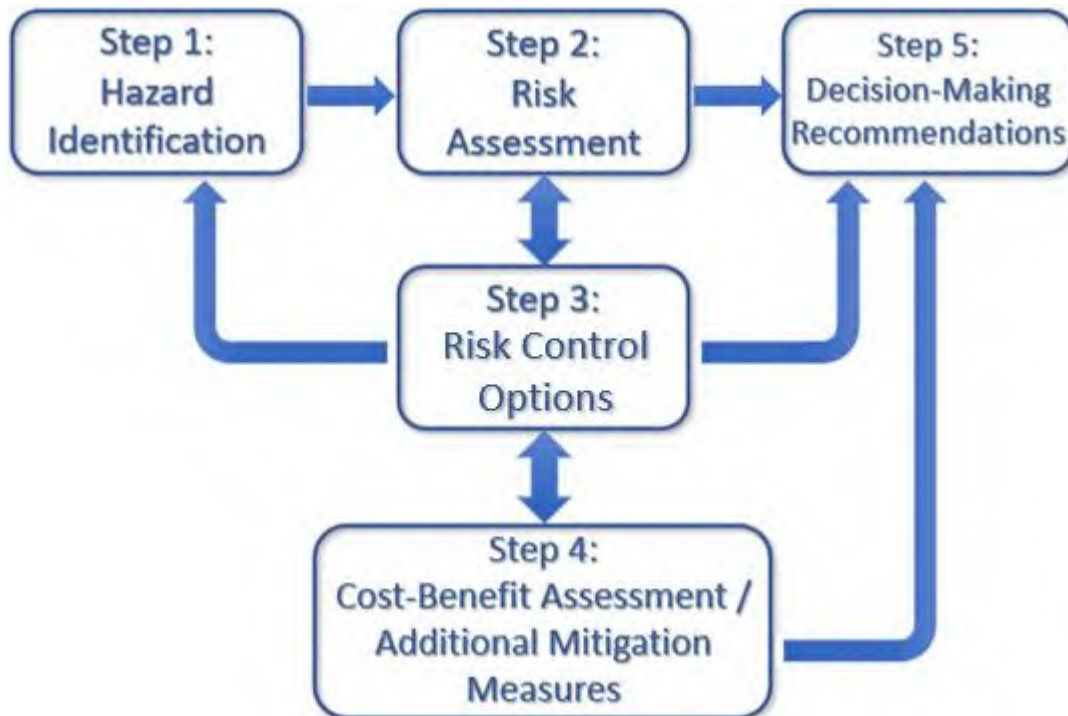 Step 1:
Hazard
Identification
Step 2:
Risk
Assessment
Step 5:
Decision-Making
Recommendations
Step 3:
Risk Control
Options
Step 4:
Cost-Benefit Assessment /
Additional Mitigation
Measures